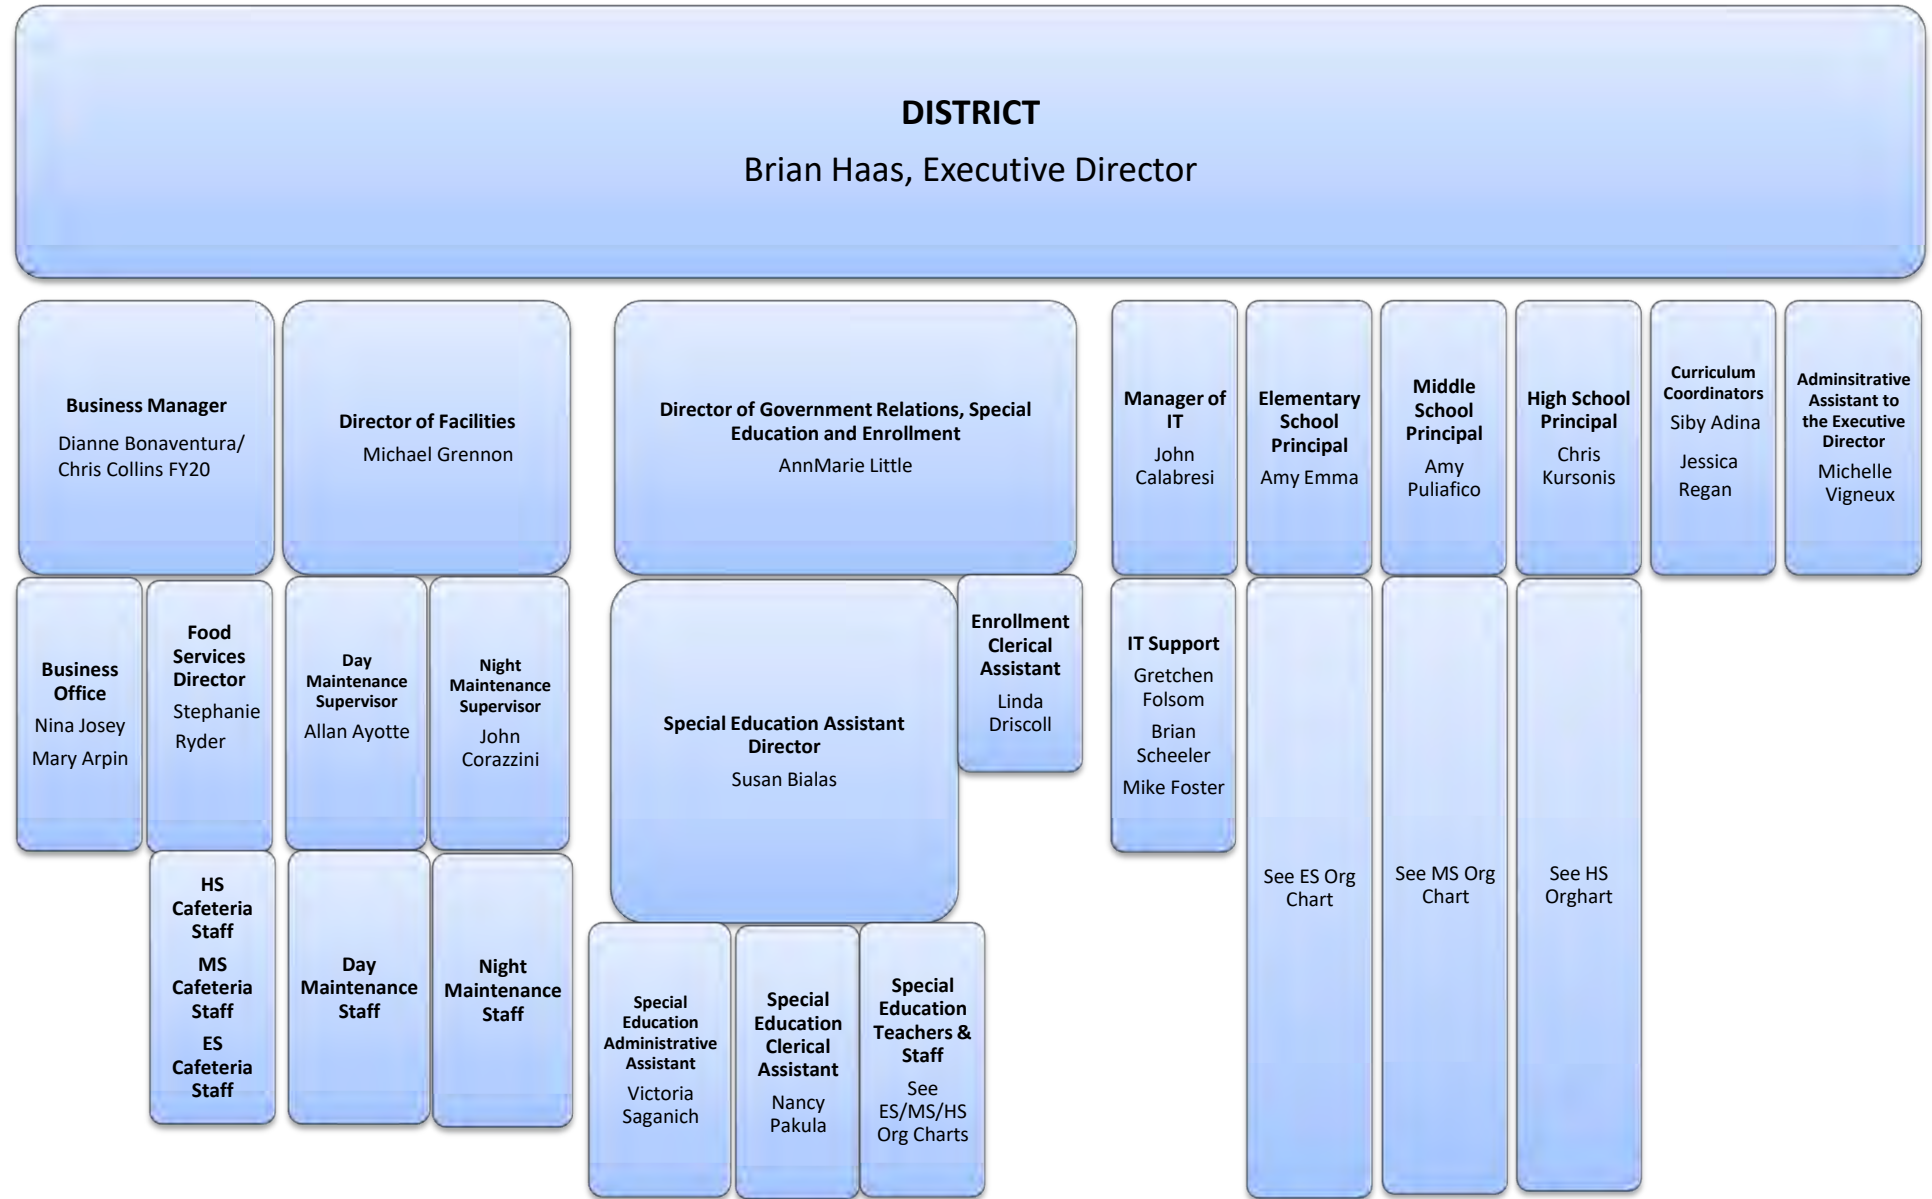 DISTRICT
Brian Haas, Executive Director
Business Manager
Dianne Bonaventura/
Chris Collins FY20
Director of Facilities
Michael Grennon
Director of Government Relations, Special
Education and Enrollment
AnnMarie Little
Manager of
IT
John
Calabresi
Elementary
School
Principal
Amy Emma
Middle
School
Principal
Amy
Puliafico
High School
Principal
Chris
Kursonis
Curriculum
Coordinators
Siby Adina
Jessica
Regan
Adminsitrative
Assistant to
the Executive
Director
Michelle
Vigneux
Business
Office
Nina Josey
Mary Arpin
Food
Services
Director
Stephanie
Ryder
Day
Maintenance
Supervisor
Allan Ayotte
Night
Maintenance
Supervisor
John
Corazzini
Special Education Assistant
Director
Susan Bialas
Enrollment
Clerical
Assistant
Linda
Driscoll
IT Support
Gretchen
Folsom
Brian
Scheeler
Mike Foster
See ES Org
Chart
See MS Org
Chart
See HS
Orghart
HS
Cafeteria
Staff
MS
Cafeteria
Staff
ES
Cafeteria
Staff
Day
Maintenance
Staff
Night
Maintenance
Staff
Special
Education
Administrative
Assistant
Victoria
Saganich
Special
Education
Clerical
Assistant
Nancy
Pakula
Special
Education
Teachers &
Staff
See
ES/MS/HS
Org Charts